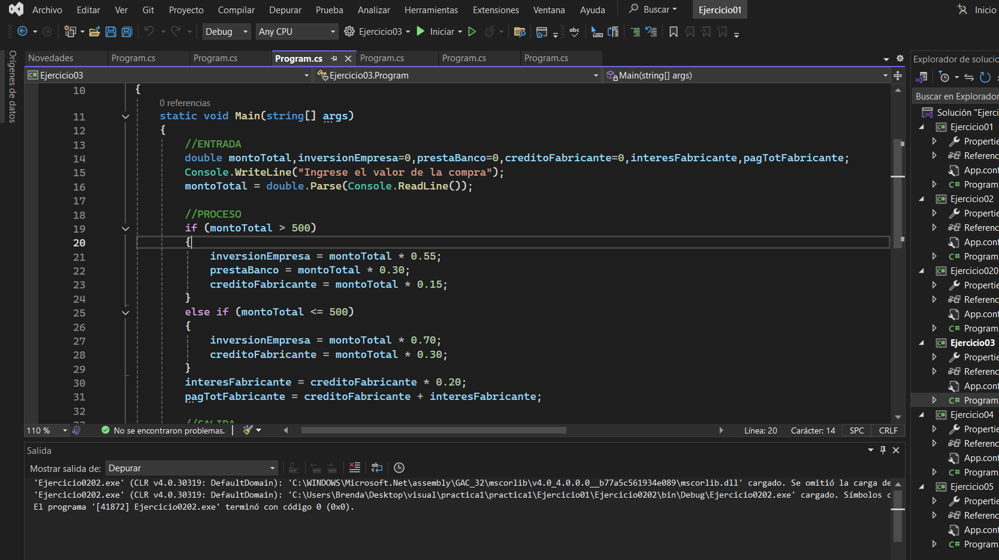 Archivo Editar Ver Git Proyecto Compilar Depurar Prueba Analizar Herramientas Extensiones Ventana Ayuda Buscar Ejercicio01 Inicio
Debug Any CPU Ejercicio03 Iniciar
Orígenes de datos
Novedades Program.cs Program.cs Program.cs Program.cs Program.cs Program.cs
Ejercicio03 Ejercicio03.Program Main(string[] args)
10 {
0 referencias
11 static void Main(string[] args)
12 {
13 //ENTRADA
14 double montoTotal,inversionEmpresa=0,prestaBanco=0,creditoFabricante=0,interesFabricante,pagTotFabricante;
15 Console.WriteLine("Ingrese el valor de la compra");
16 montoTotal = double.Parse(Console.ReadLine());
17
18 //PROCESO
19 if (montoTotal > 500)
20 {
21 inversionEmpresa = montoTotal * 0.55;
22 prestaBanco = montoTotal * 0.30;
23 creditoFabricante = montoTotal * 0.15;
24 }
25 else if (montoTotal <= 500)
26 {
27 inversionEmpresa = montoTotal * 0.70;
28 creditoFabricante = montoTotal * 0.30;
29 }
30 interesFabricante = creditoFabricante * 0.20;
31 pagTotFabricante = creditoFabricante + interesFabricante;
32
33 //SALIDA
110 % No se encontraron problemas. Línea: 20 Carácter: 14 SPC CRLF
Salida
Mostrar salida de: Depurar
'Ejercicio0202.exe' (CLR v4.0.30319: DefaultDomain): 'C:\WINDOWS\Microsoft.Net\assembly\GAC_32\mscorlib\v4.0_4.0.0.0__b77a5c561934e089\mscorlib.dll' cargado. Se omitió la carga de
'Ejercicio0202.exe' (CLR v4.0.30319: DefaultDomain): 'C:\Users\Brenda\Desktop\visual\practica1\practica1\Ejercicio01\Ejercicio0202\bin\Debug\Ejercicio0202.exe' cargado. Símbolos c
El programa '[41872] Ejercicio0202.exe' terminó con código 0 (0x0).
Explorador de solucio
Buscar en Explorador
Solución "Ejerci
C# Ejercicio01
Propertie
Referenc
App.conf
C# Program.
C# Ejercicio02
Propertie
Referenc
App.conf
C# Program.
C# Ejercicio020
Propertie
Referenc
App.conf
C# Program.
C# Ejercicio03
Propertie
Referenc
App.conf
C# Program.
C# Ejercicio04
Propertie
Referenc
App.conf
C# Program.
C# Ejercicio05
Propertie
Referenc
App.conf
C# Program.